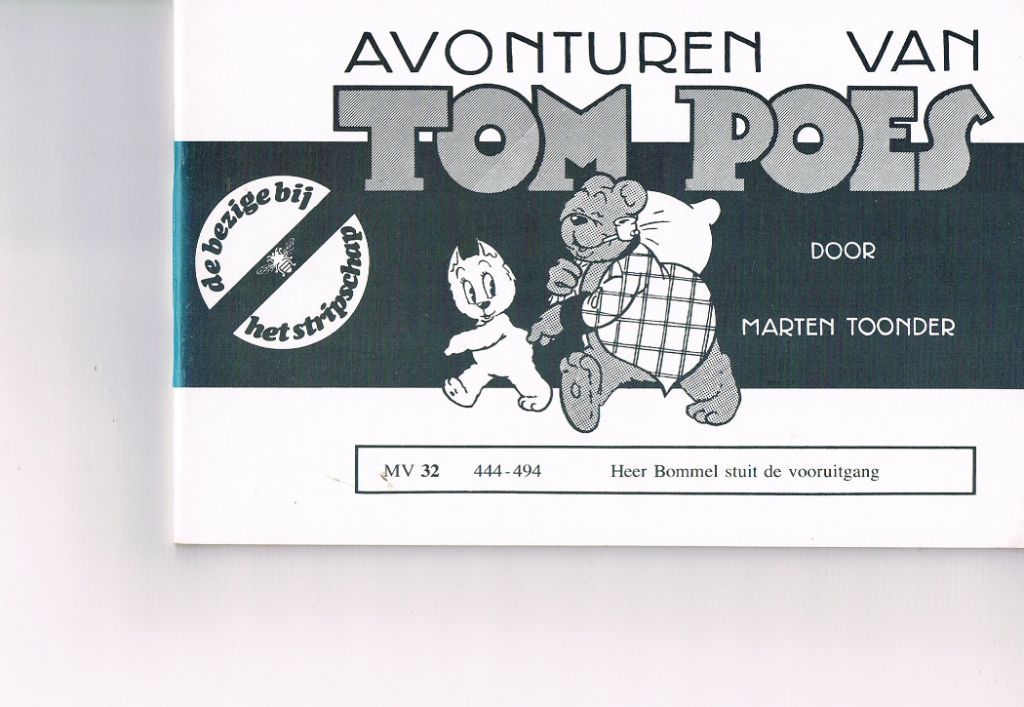 AVONTUREN VAN
TOM POES
de bezige bij
het stripschap
DOOR
MARTEN TOONDER
MV 32 444-494 Heer Bommel stuit de vooruitgang